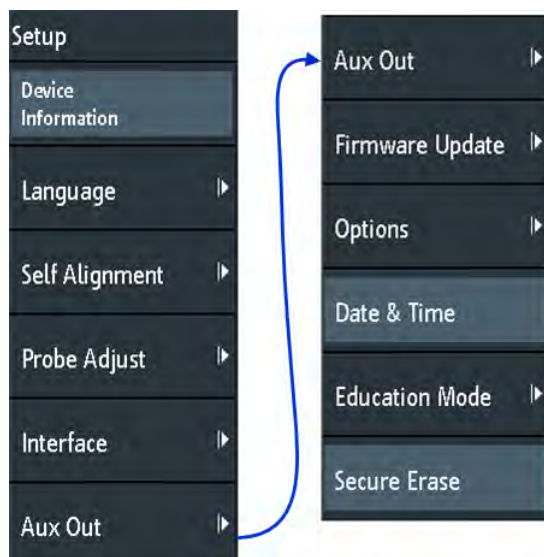 Setup
Device
Information
Language
Self Alignment
Probe Adjust
Interface
Aux Out
Aux Out
Firmware Update
Options
Date & Time
Education Mode
Secure Erase